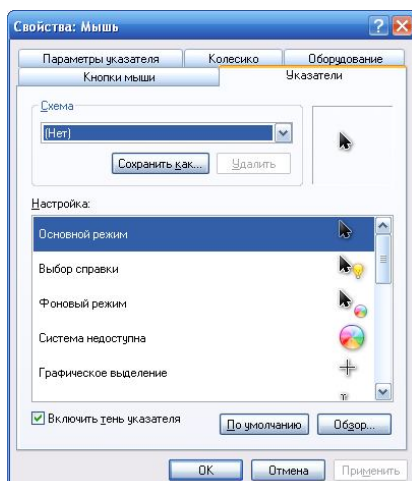 Свойства: Мышь
Параметры указателя Колесико Оборудование
Кнопки мыши Указатели
Схема
(Нет)
Сохранить как... Удалить
Настройка:
Основной режим
Выбор справки
Фоновый режим
Система недоступна
Графическое выделение
Включить тень указателя
По умолчанию Обзор...
OK Отмена Применить